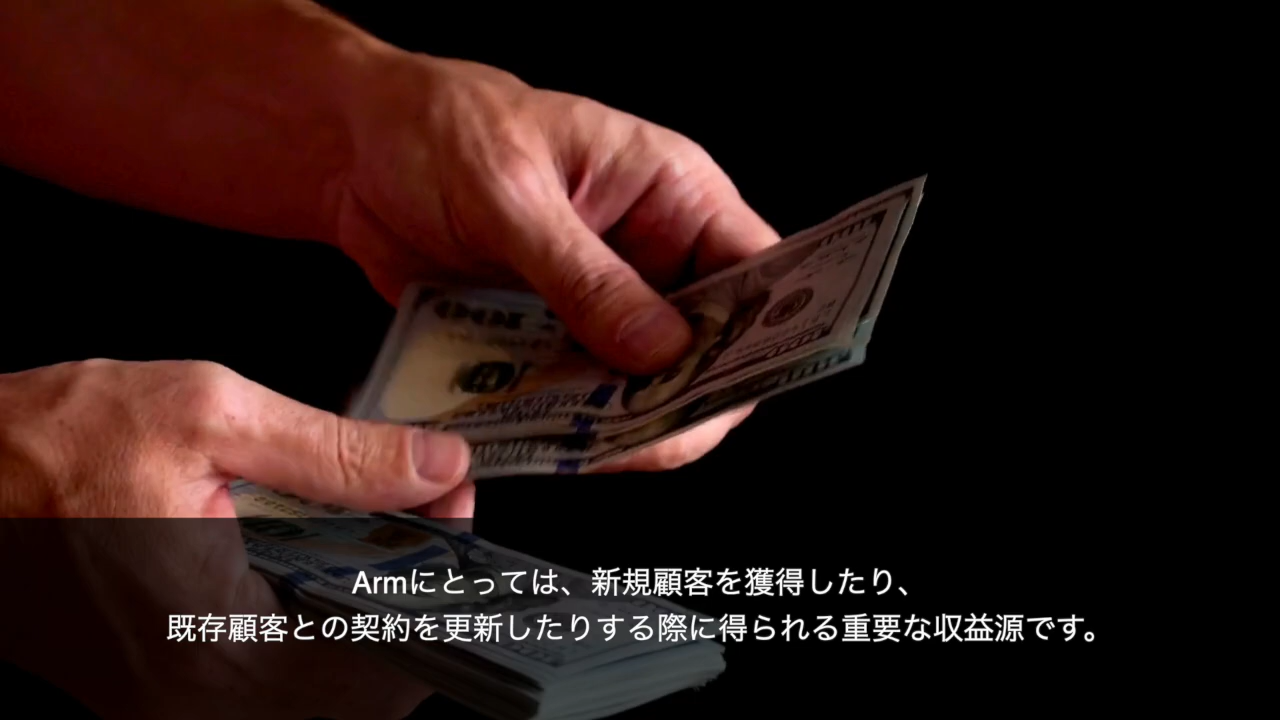 Armにとっては、新規顧客を獲得したり、
既存顧客との契約を更新したりする際に得られる重要な収益源です。